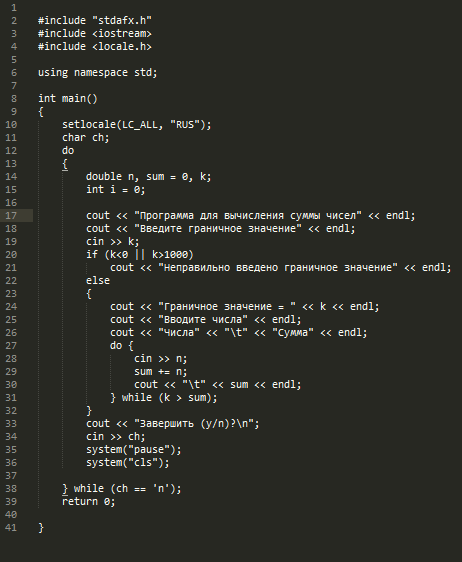 1
2 #include "stdafx.h"
3 #include <iostream>
4 #include <locale.h>
5
6 using namespace std;
7
8 int main()
9 {
10 setlocale(LC_ALL, "RUS");
11 char ch;
12 do
13 {
14 double n, sum = 0, k;
15 int i = 0;
16
17 cout << "Программа для вычисления суммы чисел" << endl;
18 cout << "Введите граничное значение" << endl;
19 cin >> k;
20 if (k<0 || k>1000)
21 cout << "Неправильно введено граничное значение" << endl;
22 else
23 {
24 cout << "Граничное значение = " << k << endl;
25 cout << "Вводите числа" << endl;
26 cout << "Числа" << "\t" << "Сумма" << endl;
27 do {
28 cin >> n;
29 sum += n;
30 cout << "\t" << sum << endl;
31 } while (k > sum);
32 }
33 cout << "Завершить (y/n)?\n";
34 cin >> ch;
35 system("pause");
36 system("cls");
37
38 } while (ch == 'n');
39 return 0;
40
41 }